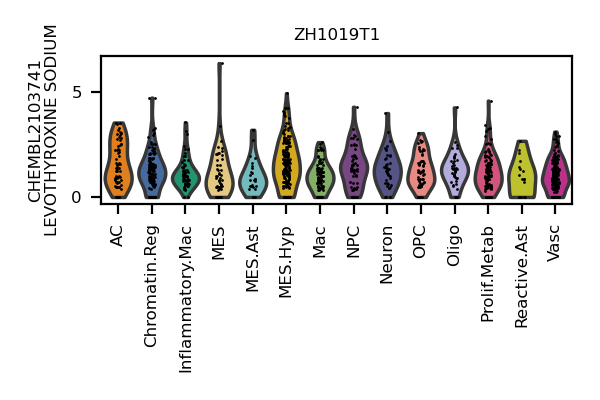 ZH1019T1
CHEMBL2103741
LEVOTHYROXINE SODIUM
5
0
AC
Chromatin.Reg
Inflammatory.Mac
MES
MES.Ast
MES.Hyp
Mac
NPC
Neuron
OPC
Oligo
Prolif.Metab
Reactive.Ast
Vasc